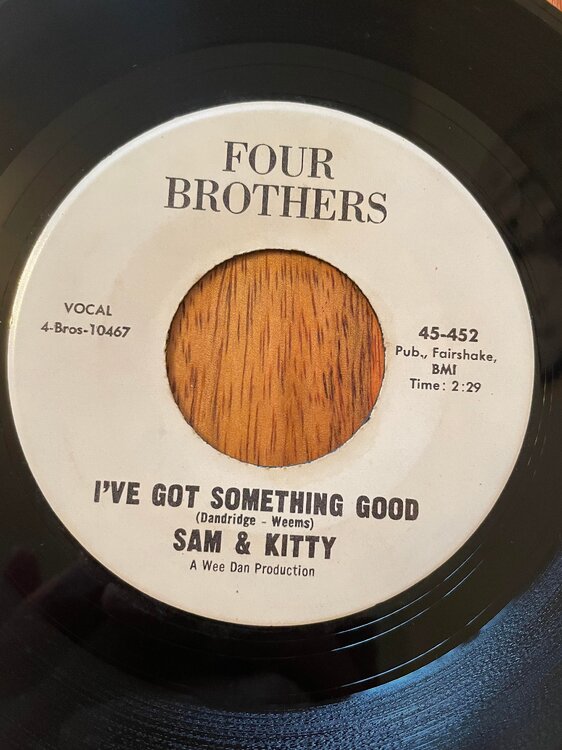 FOUR
BROTHERS
VOCAL
4-Bros-10467
45-452
Pub., Fairshake,
BMI
Time: 2:29
I'VE GOT SOMETHING GOOD
(Dandridge - Weems)
SAM & KITTY
A Wee Dan Production